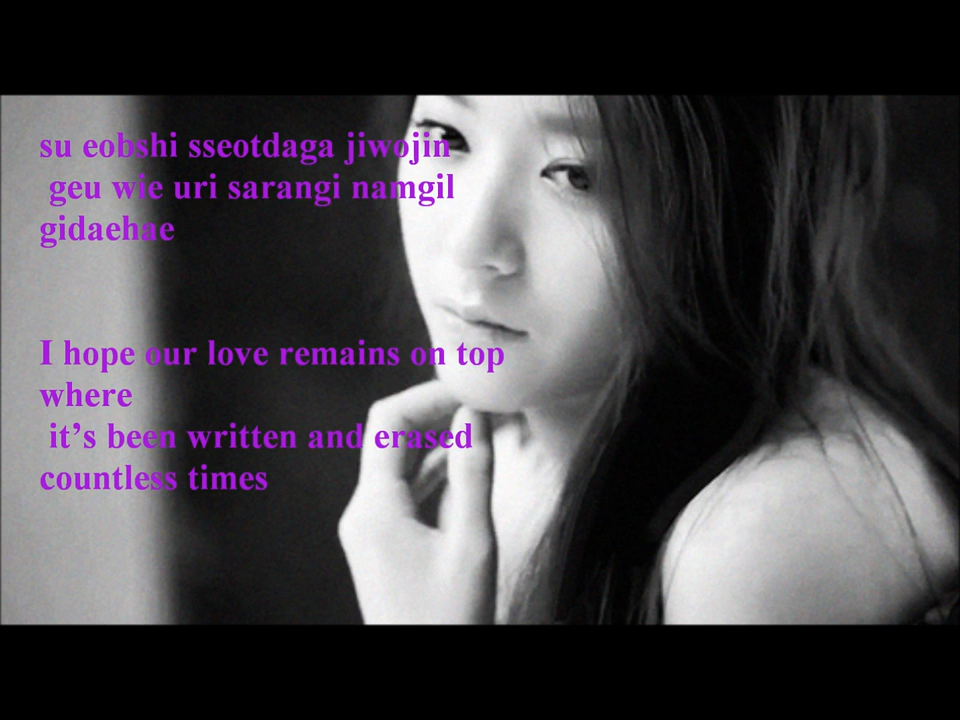 su eobshi sseotdaga jiwojin
geu wie uri sarangi namgil
gidaehae
I hope our love remains on top
where
it’s been written and erased
countless times